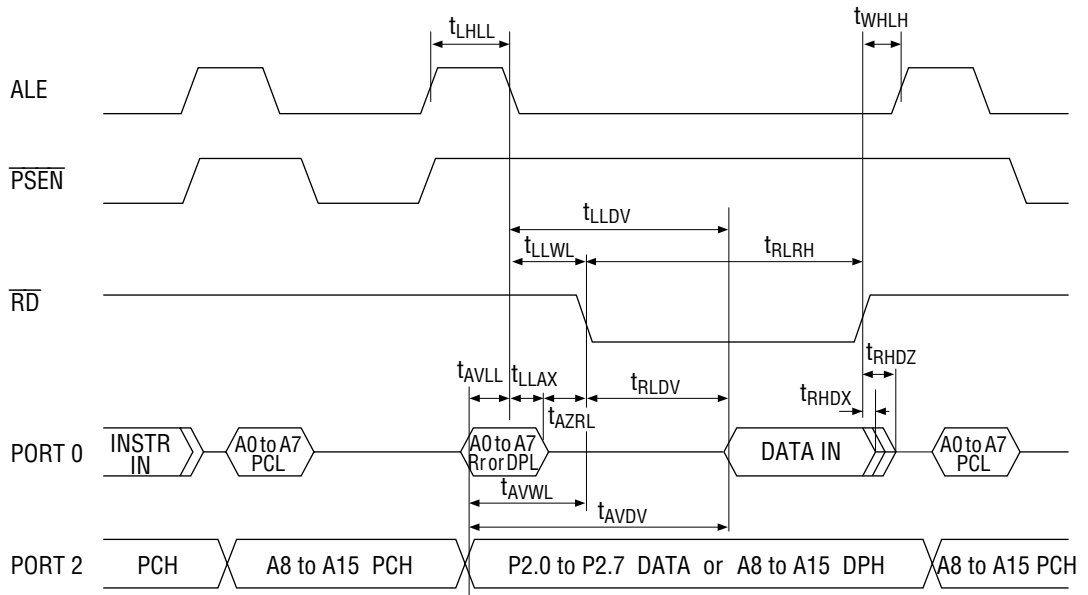 tLHLL
tWHLH
ALE
PSEN
tLLDV
tLLWL
tRLRH
RD
tRHDZ
tAVLL
tLLAX
tRLDV
tRHDX
tAZRL
PORT 0
INSTR
IN
A0 to A7
PCL
A0 to A7
Rr or DPL
DATA IN
A0 to A7
PCL
tAVWL
tAVDV
PORT 2
PCH
A8 to A15 PCH
P2.0 to P2.7 DATA or A8 to A15 DPH
A8 to A15 PCH